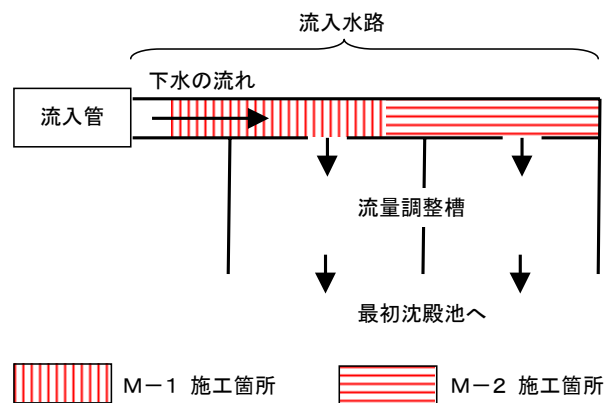 流入水路
下水の流れ
流入管
流量調整槽
最初沈殿池へ
Ｍ－１ 施工箇所
Ｍ－２ 施工箇所